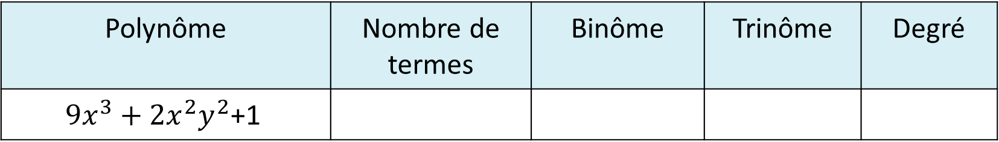 Polynôme Nombre de termes Binôme Trinôme Degré
9x³ + 2x²y²+1